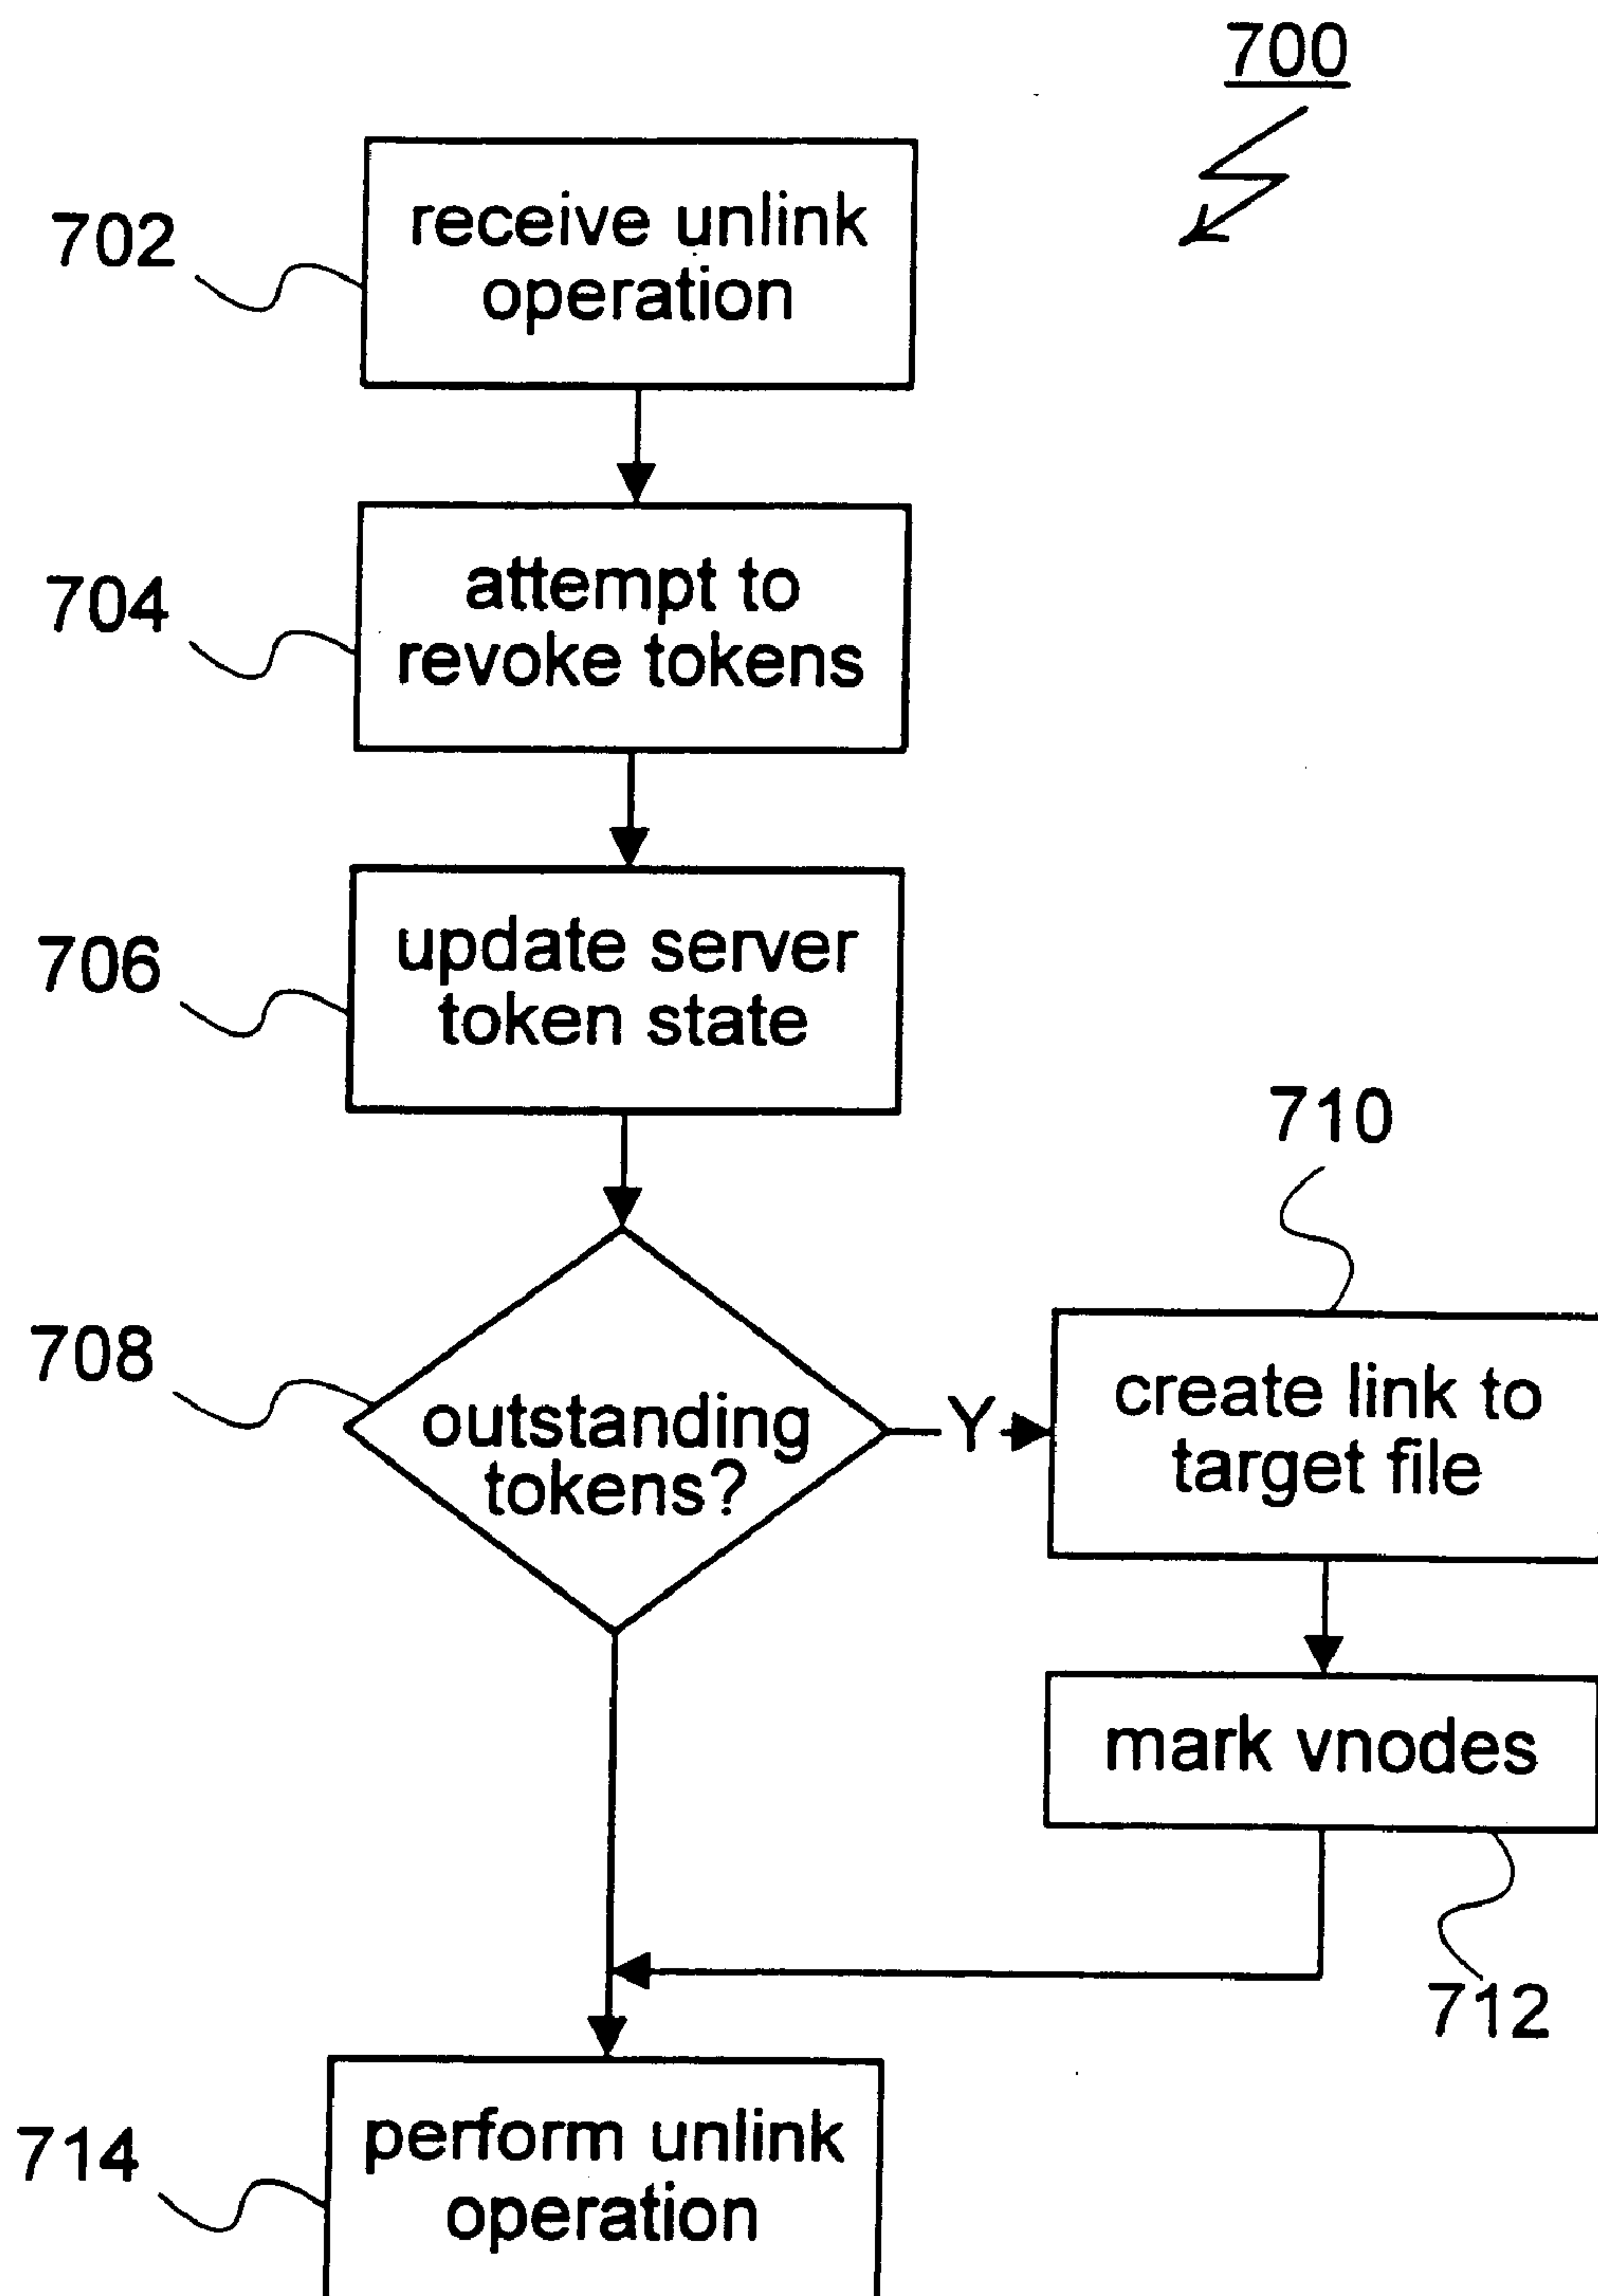 700
702
receive unlink
operation
704
attempt to
revoke tokens
706
update server
token state
708
outstanding
tokens?
Y
710
create link to
target file
mark vnodes
712
714
perform unlink
operation